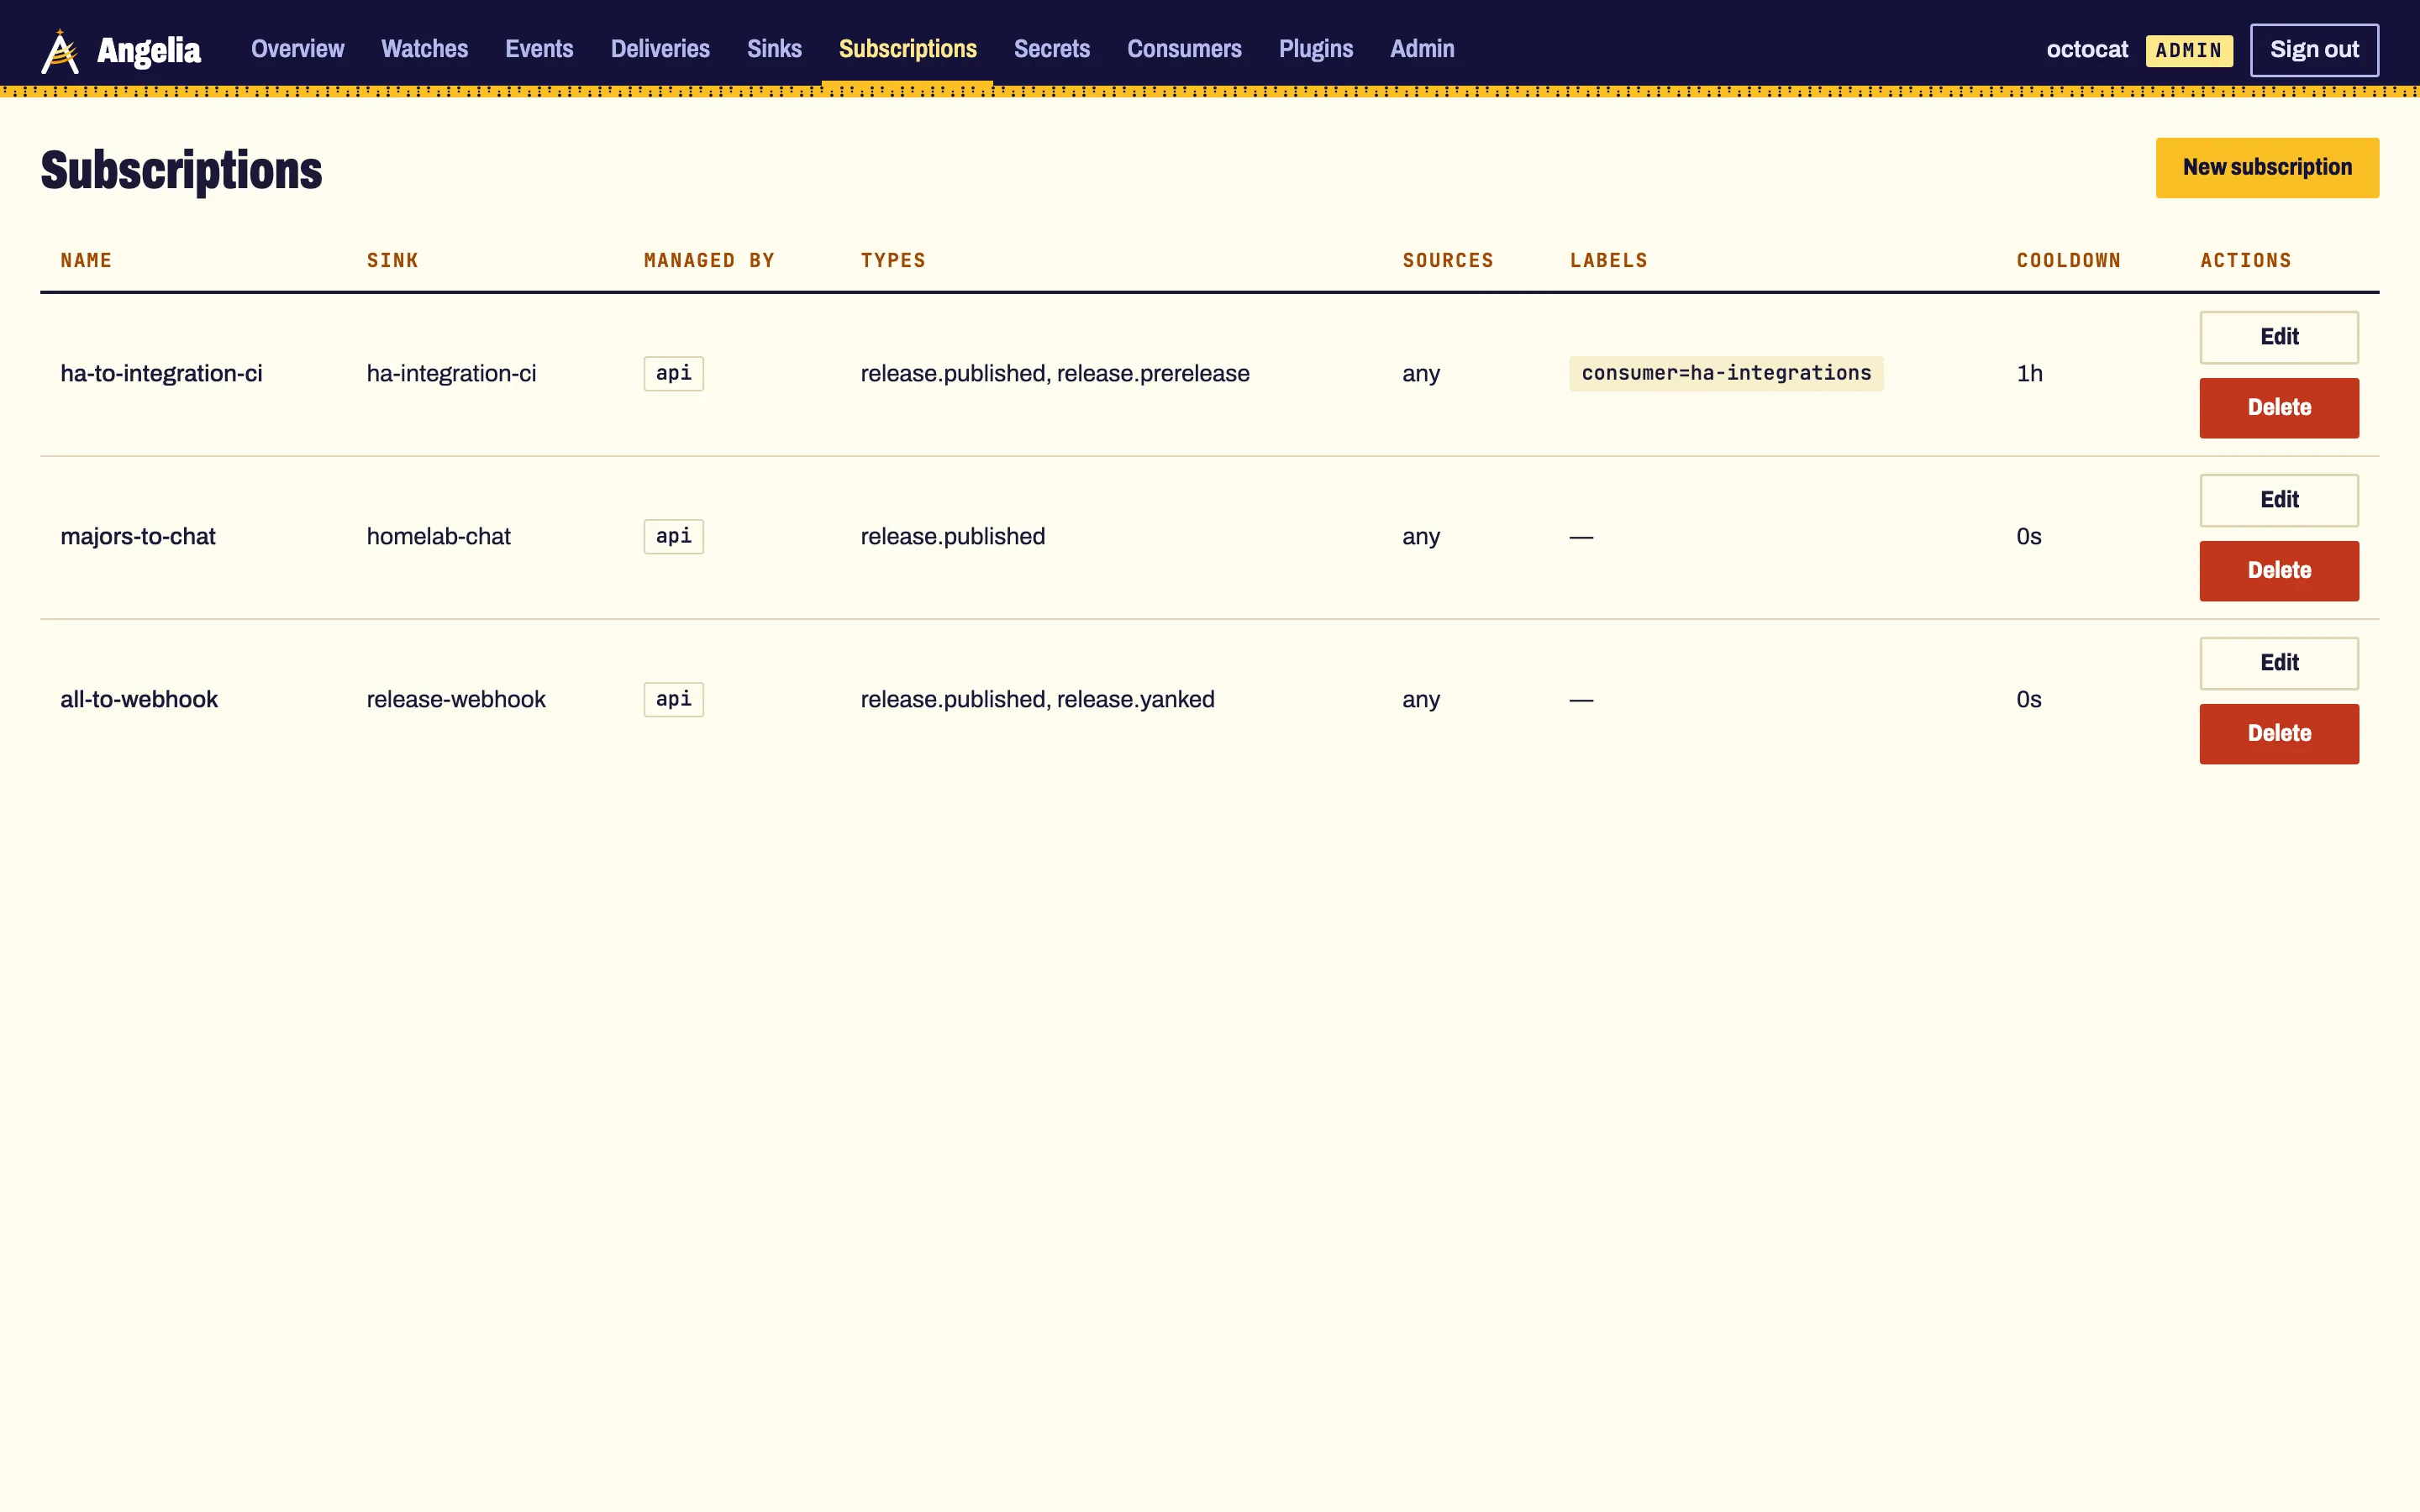 Angelia Overview Watches Events Deliveries Sinks Subscriptions Secrets Consumers Plugins Admin octocat ADMIN Sign out
Subscriptions New subscription
NAME SINK MANAGED BY TYPES SOURCES LABELS COOLDOWN ACTIONS
ha-to-integration-ci ha-integration-ci api release.published, release.prerelease any consumer=ha-integrations 1h Edit
Delete
majors-to-chat homelab-chat api release.published any — 0s Edit
Delete
all-to-webhook release-webhook api release.published, release.yanked any — 0s Edit
Delete